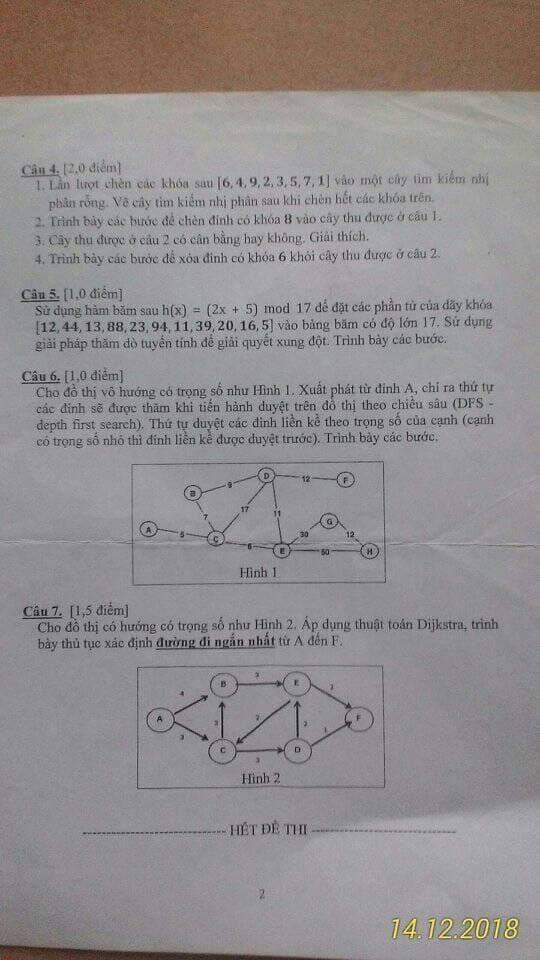 Câu 4. [2,0 điểm]
1. Lần lượt chèn các khóa sau [6, 4, 9, 2, 3, 5, 7, 1] vào một cây tìm kiếm nhị
phân rỗng. Vẽ cây tìm kiếm nhị phân sau khi chèn hết các khóa trên.
2. Trình bày các bước để chèn đỉnh có khóa 8 vào cây thu được ở câu 1.
3. Cây thu được ở câu 2 có cân bằng hay không. Giải thích.
4. Trình bày các bước để xóa đỉnh có khóa 6 khỏi cây thu được ở câu 2.
Câu 5. [1,0 điểm]
Sử dụng hàm băm sau h(x) = (2x + 5) mod 17 để đặt các phần tử của dãy khóa
[12, 44, 13, 88, 23, 94, 11, 39, 20, 16, 5] vào bảng băm có độ lớn 17. Sử dụng
giải pháp thăm dò tuyến tính để giải quyết xung đột. Trình bày các bước.
Câu 6. [1,0 điểm]
Cho đồ thị vô hướng có trọng số như Hình 1. Xuất phát từ đỉnh A, chỉ ra thứ tự
các đỉnh sẽ được thăm khi tiến hành duyệt trên đồ thị theo chiều sâu (DFS -
depth first search). Thứ tự duyệt các đỉnh liền kề theo trọng số của cạnh (cạnh
có trọng số nhỏ thì đỉnh liền kề được duyệt trước). Trình bày các bước.
D
12
F
9
B
17
11
G
7
30
12
A
5
C
6
E
50
H
Hình 1
Câu 7. [1,5 điểm]
Cho đồ thị có hướng có trọng số như Hình 2. Áp dụng thuật toán Dijkstra, trình
bày thủ tục xác định đường đi ngắn nhất từ A đến F.
B
3
E
4
A
3
2
2
F
3
C
3
D
Hình 2
HẾT ĐỀ THI
2
14.12.2018